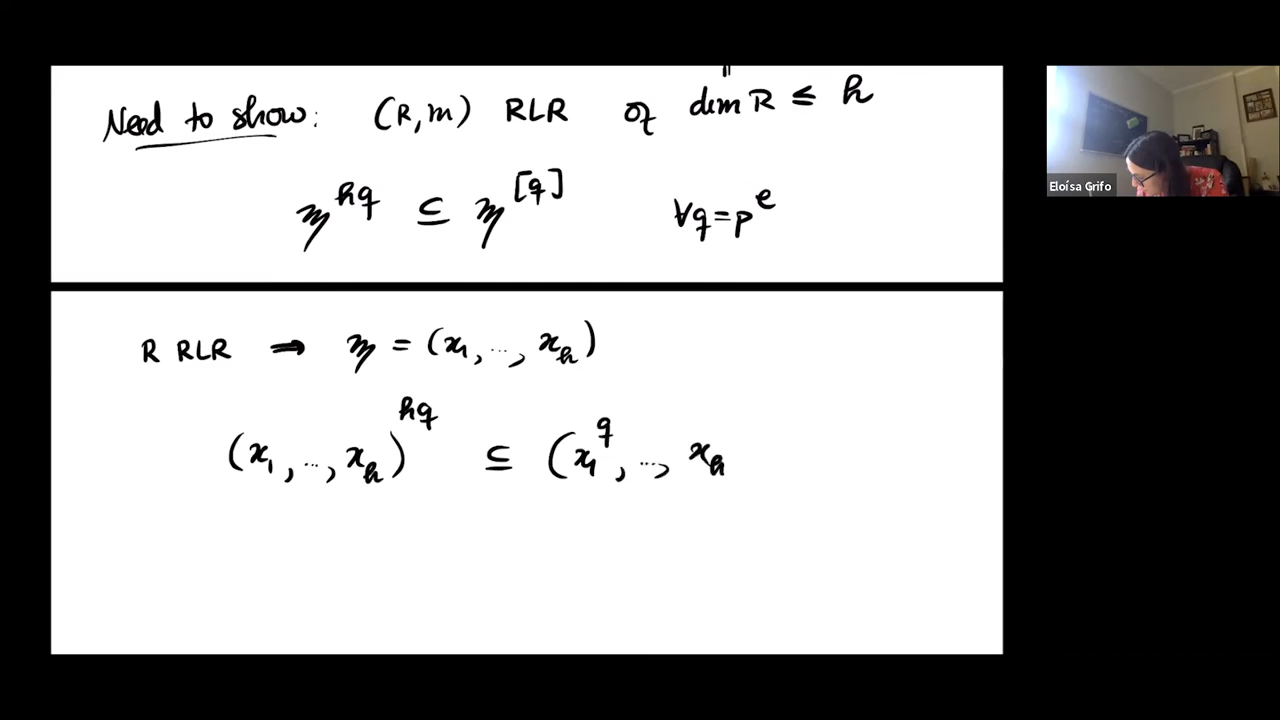 Need to show: (R, m) RLR of dim R ≤ h
m^{hq} ⊆ m^{[q]} ∀q=p^e
R RLR ⇒ m = (x_1, ..., x_h)
(x_1, ..., x_h)^{hq} ⊆ (x_1^q, ..., x_h
Eloísa Grifo